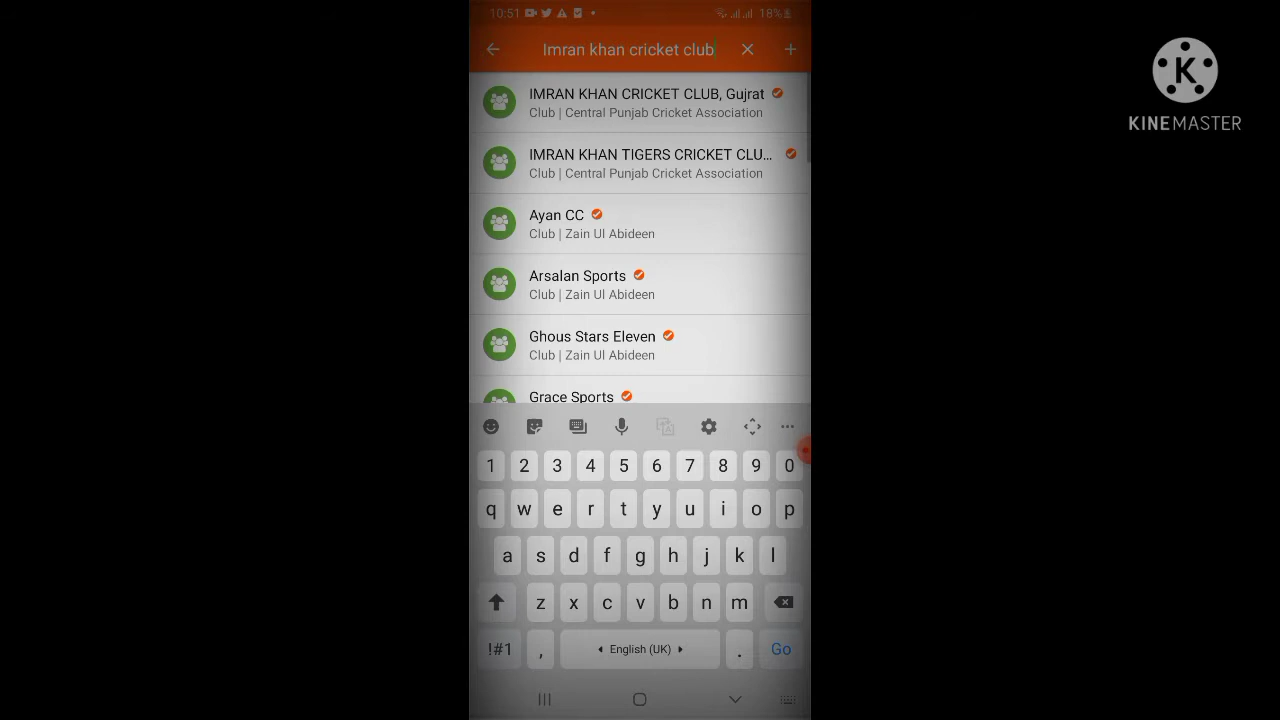 10:51 18%
Imran khan cricket club
IMRAN KHAN CRICKET CLUB, Gujrat
Club | Central Punjab Cricket Association
IMRAN KHAN TIGERS CRICKET CLU...
Club | Central Punjab Cricket Association
Ayan CC
Club | Zain Ul Abideen
Arsalan Sports
Club | Zain Ul Abideen
Ghous Stars Eleven
Club | Zain Ul Abideen
Grace Sports
1 2 3 4 5 6 7 8 9 0
q w e r t y u i o p
a s d f g h j k l
z x c v b n m
!#1 , English (UK) . Go
K
KINEMASTER